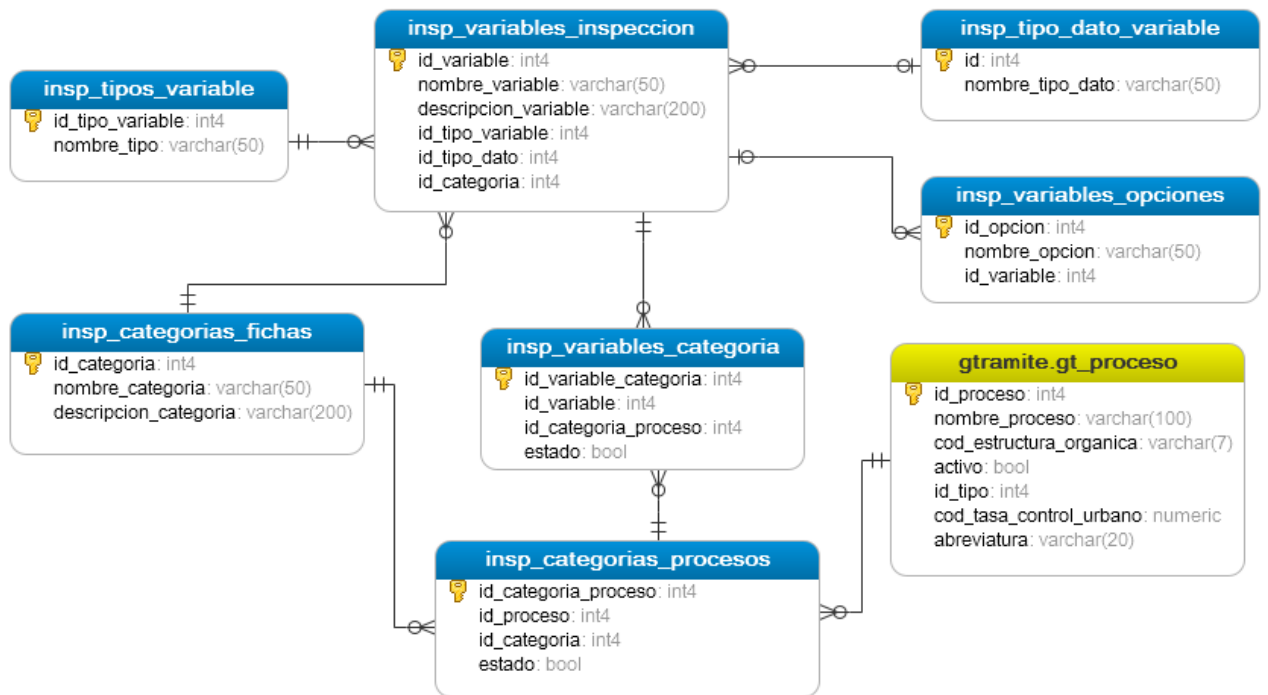 insp_variables_inspeccion
id_variable: int4
nombre_variable: varchar(50)
descripcion_variable: varchar(200)
id_tipo_variable: int4
id_tipo_dato: int4
id_categoria: int4
insp_tipo_dato_variable
id: int4
nombre_tipo_dato: varchar(50)
insp_tipos_variable
id_tipo_variable: int4
nombre_tipo: varchar(50)
insp_variables_opciones
id_opcion: int4
nombre_opcion: varchar(50)
id_variable: int4
insp_categorias_fichas
id_categoria: int4
nombre_categoria: varchar(50)
descripcion_categoria: varchar(200)
insp_variables_categoria
id_variable_categoria: int4
id_variable: int4
id_categoria_proceso: int4
estado: bool
gtramite.gt_proceso
id_proceso: int4
nombre_proceso: varchar(100)
cod_estructura_organica: varchar(7)
activo: bool
id_tipo: int4
cod_tasa_control_urbano: numeric
abreviatura: varchar(20)
insp_categorias_procesos
id_categoria_proceso: int4
id_proceso: int4
id_categoria: int4
estado: bool